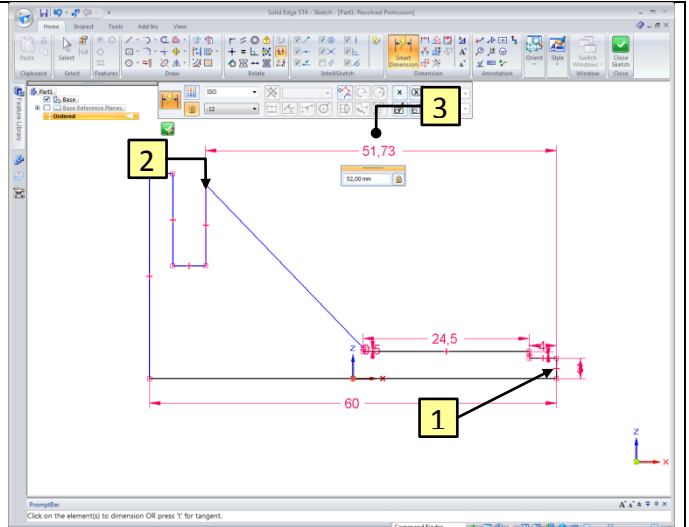 Solid Edge ST4 - Sketch - [Part1: Revolved Protrusion]
Home Inspect Tools Add Ins View
Paste Select Smart Dimension Orient Style Switch Windows Close Sketch
Clipboard Select Features Draw Relate IntelliSketch Dimension Annotation Window Close
Feature Library
Part1
Base
Base Reference Planes
Ordered
ISO
.12
3
2
51,73
52,00 mm
24,5
4
Z
X
1
60
Z
X
PromptBar
Click on the element(s) to dimension OR press 't' for tangent.
Command Finder